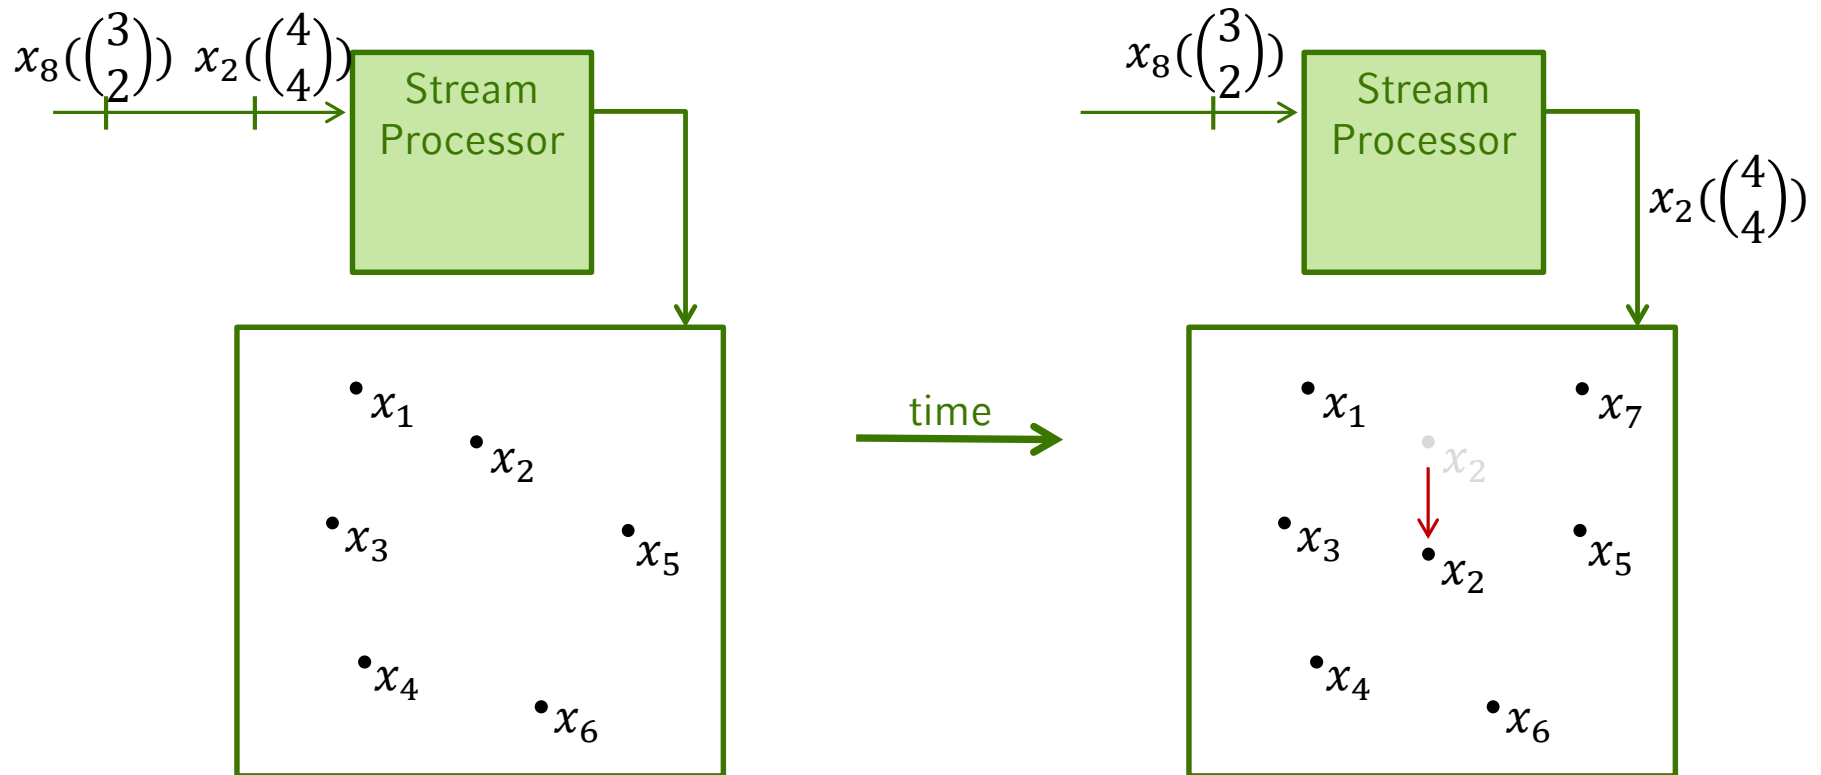 x₈((3 2)) x₂((4 4))
Stream
Processor
x₁
x₂
x₃
x₅
x₄
x₆
time
x₈((3 2))
Stream
Processor
x₂((4 4))
x₁
x₇
x₂
x₃
x₅
x₂
x₄
x₆